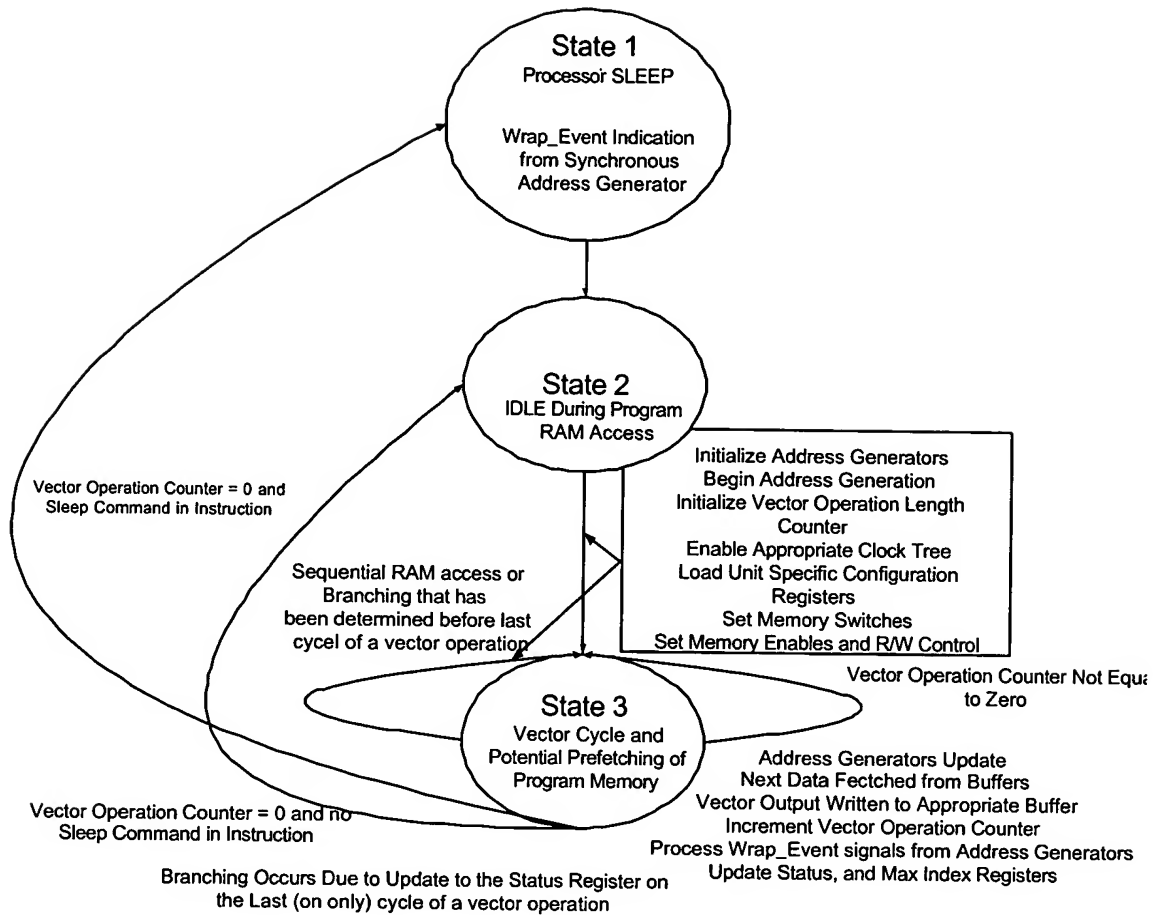 State 1
Processor SLEEP
Wrap_Event Indication
from Synchronous
Address Generator
State 2
IDLE During Program
RAM Access
Initialize Address Generators
Begin Address Generation
Initialize Vector Operation Length
Counter
Enable Appropriate Clock Tree
Load Unit Specific Configuration
Registers
Set Memory Switches
Set Memory Enables and R/W Control
Vector Operation Counter = 0 and
Sleep Command in Instruction
Sequential RAM access or
Branching that has
been determined before last
cycel of a vector operation
Vector Operation Counter Not Equa
to Zero
State 3
Vector Cycle and
Potential Prefetching of
Program Memory
Address Generators Update
Next Data Fectched from Buffers
Vector Output Written to Appropriate Buffer
Increment Vector Operation Counter
Process Wrap_Event signals from Address Generators
Update Status, and Max Index Registers
Vector Operation Counter = 0 and no
Sleep Command in Instruction
Branching Occurs Due to Update to the Status Register on
the Last (on only) cycle of a vector operation